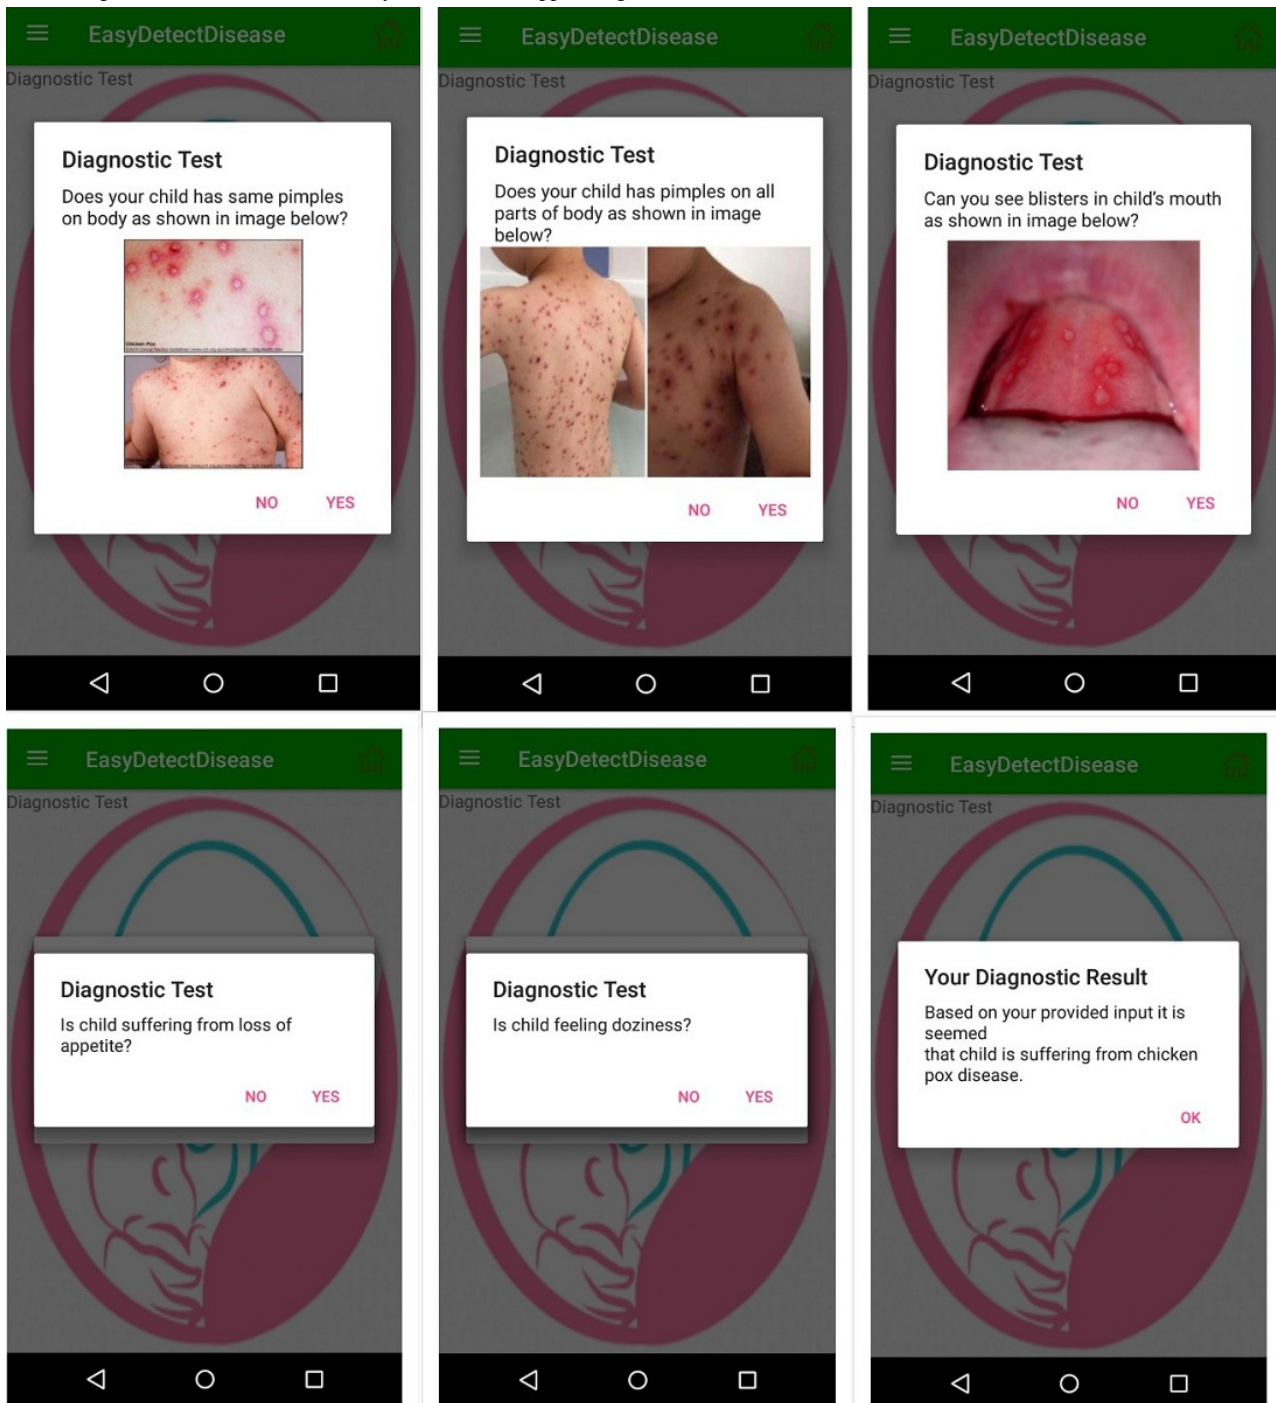 EasyDetectDisease
Diagnostic Test
Diagnostic Test
Does your child has same pimples
on body as shown in image below?
Chicken Pox
NO YES
EasyDetectDisease
Diagnostic Test
Diagnostic Test
Does your child has pimples on all
parts of body as shown in image
below?
NO YES
EasyDetectDisease
Diagnostic Test
Diagnostic Test
Can you see blisters in child's mouth
as shown in image below?
NO YES
EasyDetectDisease
Diagnostic Test
Diagnostic Test
Is child suffering from loss of
appetite?
NO YES
EasyDetectDisease
Diagnostic Test
Diagnostic Test
Is child feeling doziness?
NO YES
EasyDetectDisease
Diagnostic Test
Your Diagnostic Result
Based on your provided input it is
seemed
that child is suffering from chicken
pox disease.
OK